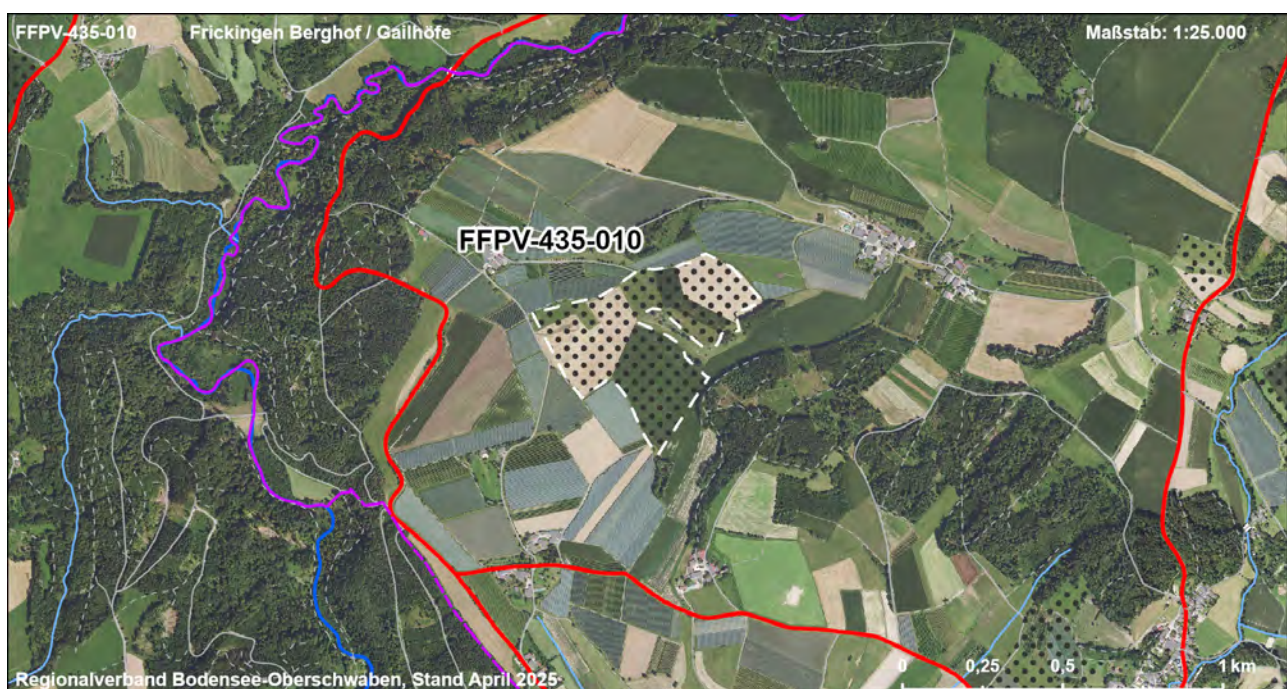 FFPV-435-010 Frickingen Berghof / Gailhöfe Maßstab: 1:25.000
FFPV-435-010
0 0,25 0,5 1 km
Regionalverband Bodensee-Oberschwaben, Stand April 2025